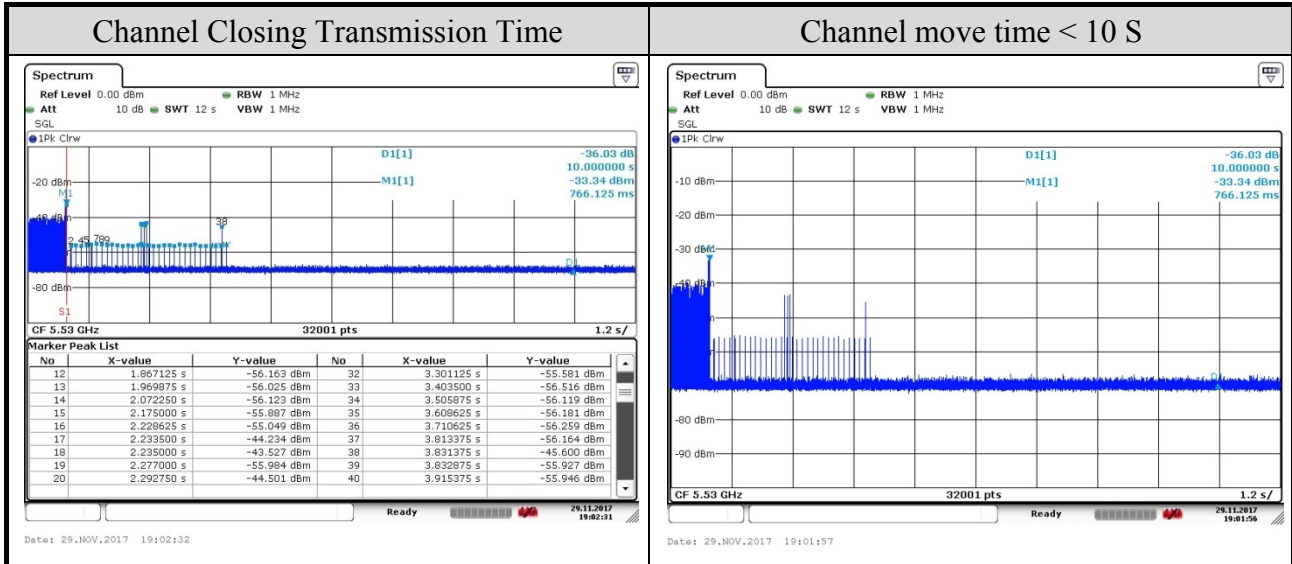 Channel Closing Transmission Time
Channel move time < 10 S
Spectrum
Ref Level 0.00 dBm RBW 1 MHz
Att 10 dB SWT 12 s VBW 1 MHz
SGL
1Pk Clrw
D1[1] -36.03 dB
10.000000 s
M1[1] -33.34 dBm
766.125 ms
-20 dBm
M1
38
D1
-80 dBm
S1
CF 5.53 GHz 32001 pts 1.2 s/
Marker Peak List
No X-value Y-value No X-value Y-value
12 1.867125 s -56.163 dBm 32 3.301125 s -55.581 dBm
13 1.969875 s -56.025 dBm 33 3.403500 s -56.516 dBm
14 2.072250 s -56.123 dBm 34 3.505875 s -56.119 dBm
15 2.175000 s -55.887 dBm 35 3.608625 s -56.181 dBm
16 2.228625 s -55.049 dBm 36 3.710625 s -56.259 dBm
17 2.233500 s -44.234 dBm 37 3.813375 s -56.164 dBm
18 2.235000 s -43.527 dBm 38 3.831375 s -45.600 dBm
19 2.277000 s -55.984 dBm 39 3.832875 s -55.927 dBm
20 2.292750 s -44.501 dBm 40 3.915375 s -55.946 dBm
Ready 29.11.2017
19:02:31
Date: 29.NOV.2017 19:02:32
Spectrum
Ref Level 0.00 dBm RBW 1 MHz
Att 10 dB SWT 12 s VBW 1 MHz
SGL
1Pk Clrw
D1[1] -36.03 dB
10.000000 s
-10 dBm M1[1] -33.34 dBm
766.125 ms
-20 dBm
-30 dBm
-80 dBm
-90 dBm
CF 5.53 GHz 32001 pts 1.2 s/
Ready 29.11.2017
19:01:56
Date: 29.NOV.2017 19:01:57